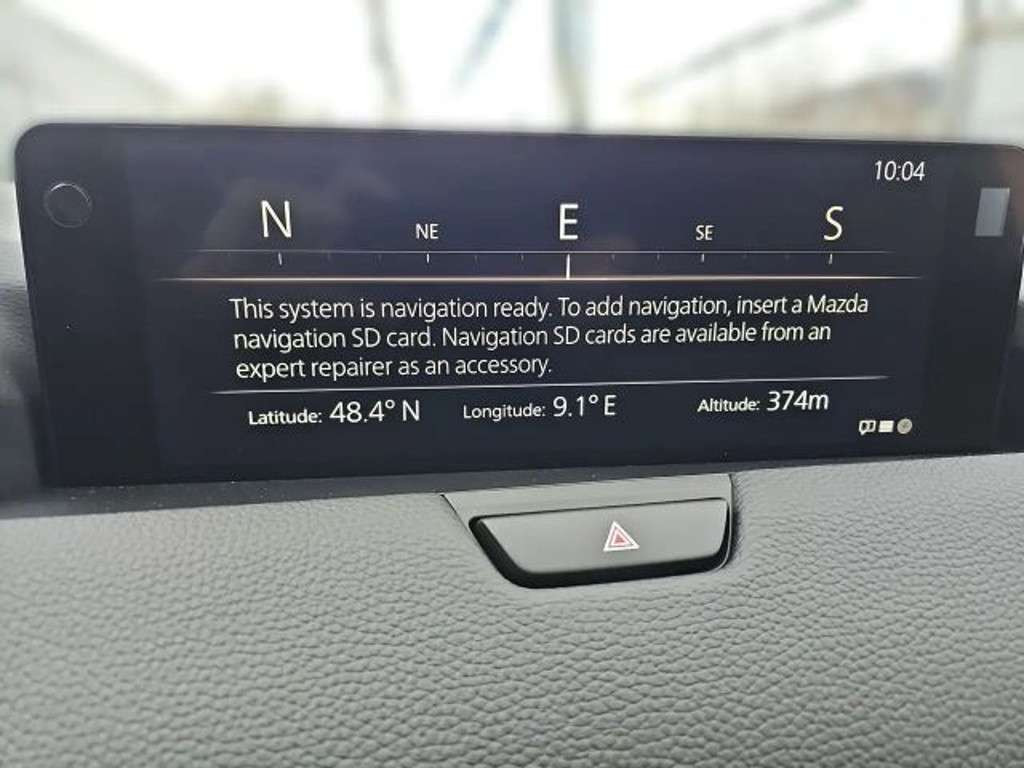 10:04
N NE E SE S
This system is navigation ready. To add navigation, insert a Mazda
navigation SD card. Navigation SD cards are available from an
expert repairer as an accessory.
Latitude: 48.4° N Longitude: 9.1° E Altitude: 374m